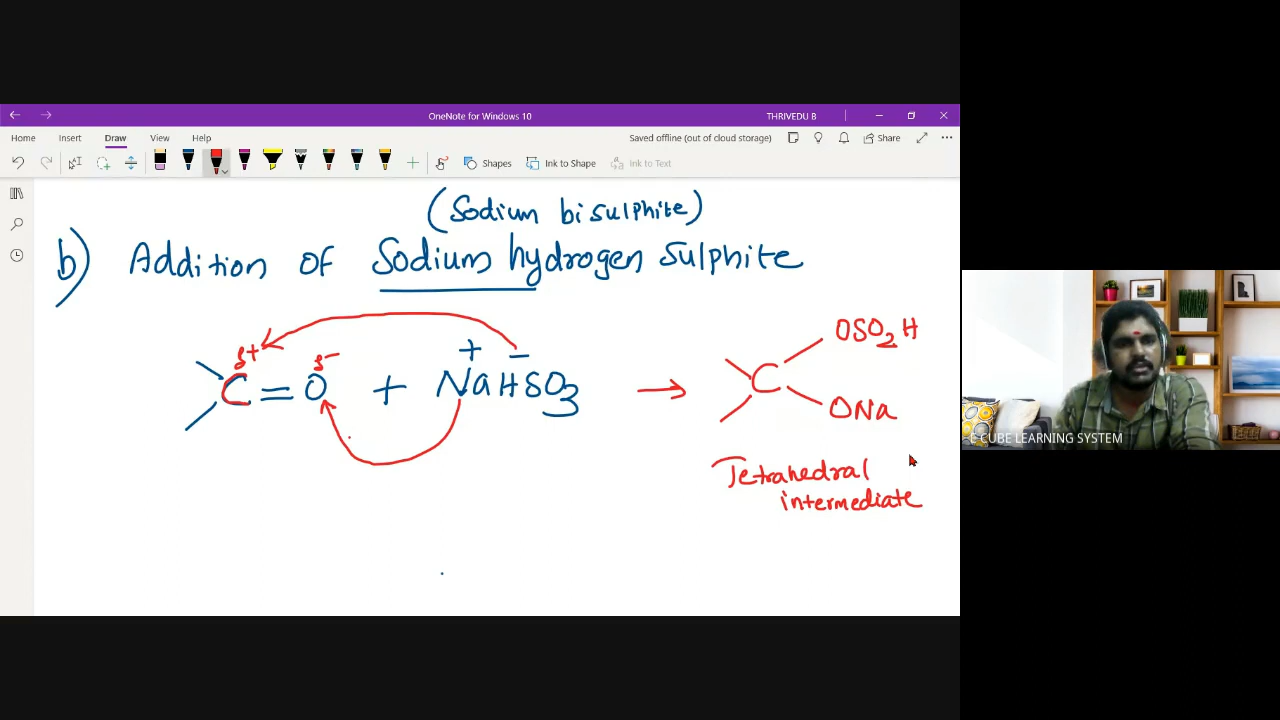 OneNote for Windows 10
THRIVEDU B
Home Insert Draw View Help
Saved offline (out of cloud storage)
Share
Shapes
Ink to Shape
Ink to Text
(Sodium bisulphite)
b) Addition of Sodium hydrogen sulphite
δ+ δ- + -
C = O + NaHSO3 →
OSO2H
C
ONa
Tetrahedral
intermediate
E CUBE LEARNING SYSTEM